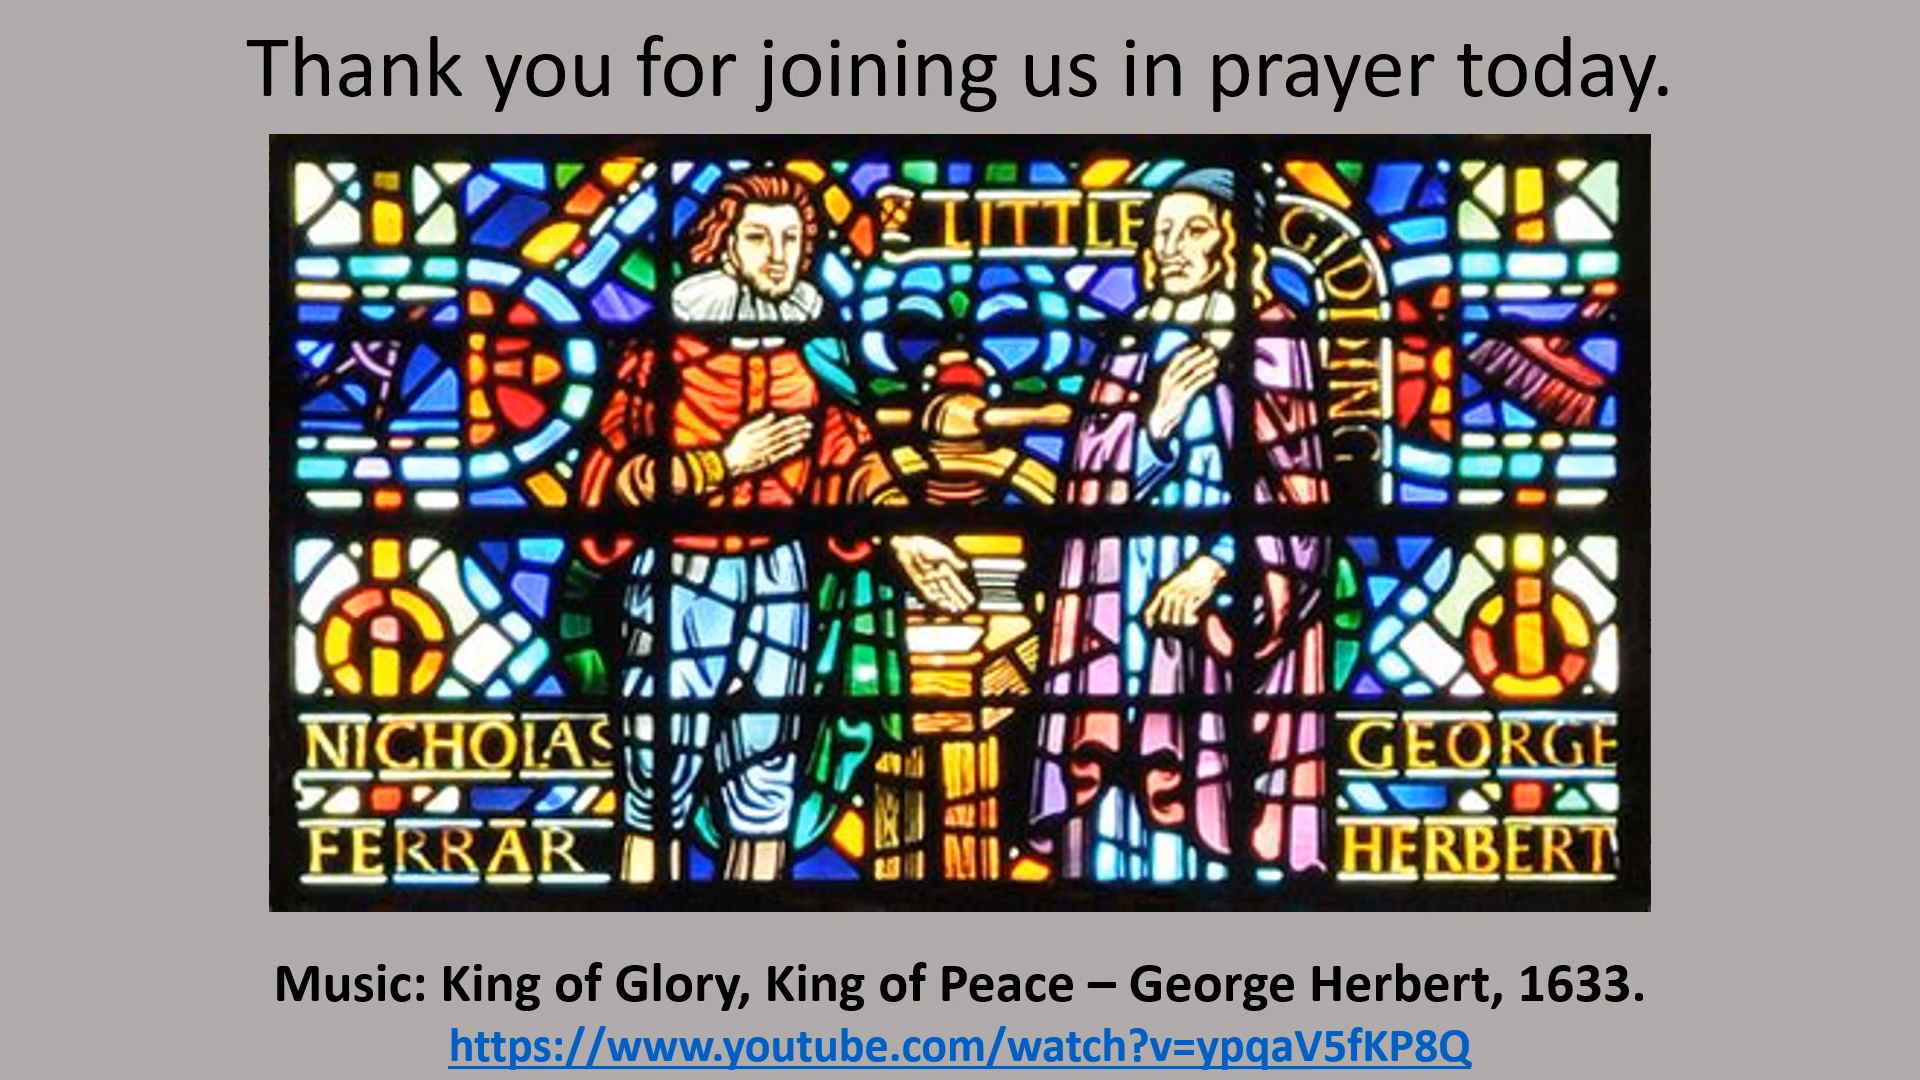 Thank you for joining us in prayer today.
LITTLE
GIDDING
NICHOLAS
FERRAR
GEORGE
HERBERT
Music: King of Glory, King of Peace – George Herbert, 1633.
https://www.youtube.com/watch?v=ypqaV5fKP8Q